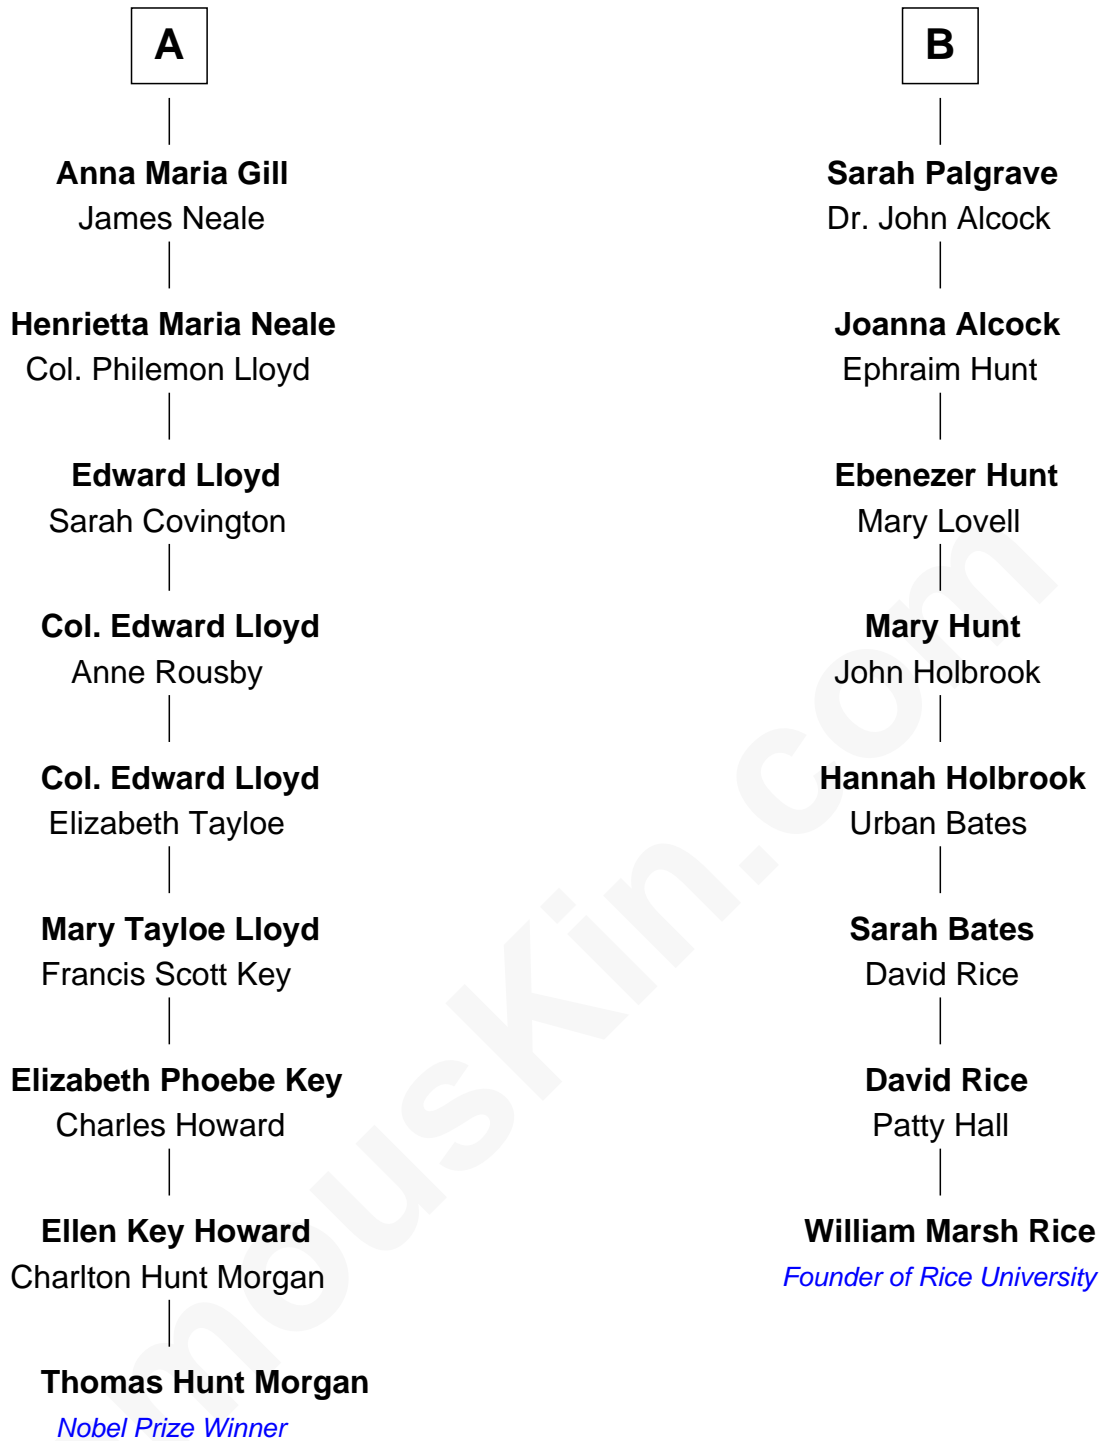 A
Anna Maria Gill
James Neale
Henrietta Maria Neale
Col. Philemon Lloyd
Edward Lloyd
Sarah Covington
Col. Edward Lloyd
Anne Rousby
Col. Edward Lloyd
Elizabeth Tayloe
Mary Tayloe Lloyd
Francis Scott Key
Elizabeth Phoebe Key
Charles Howard
Ellen Key Howard
Charlton Hunt Morgan
Thomas Hunt Morgan
Nobel Prize Winner
B
Sarah Palgrave
Dr. John Alcock
Joanna Alcock
Ephraim Hunt
Ebenezer Hunt
Mary Lovell
Mary Hunt
John Holbrook
Hannah Holbrook
Urban Bates
Sarah Bates
David Rice
David Rice
Patty Hall
William Marsh Rice
Founder of Rice University
mousKin.com